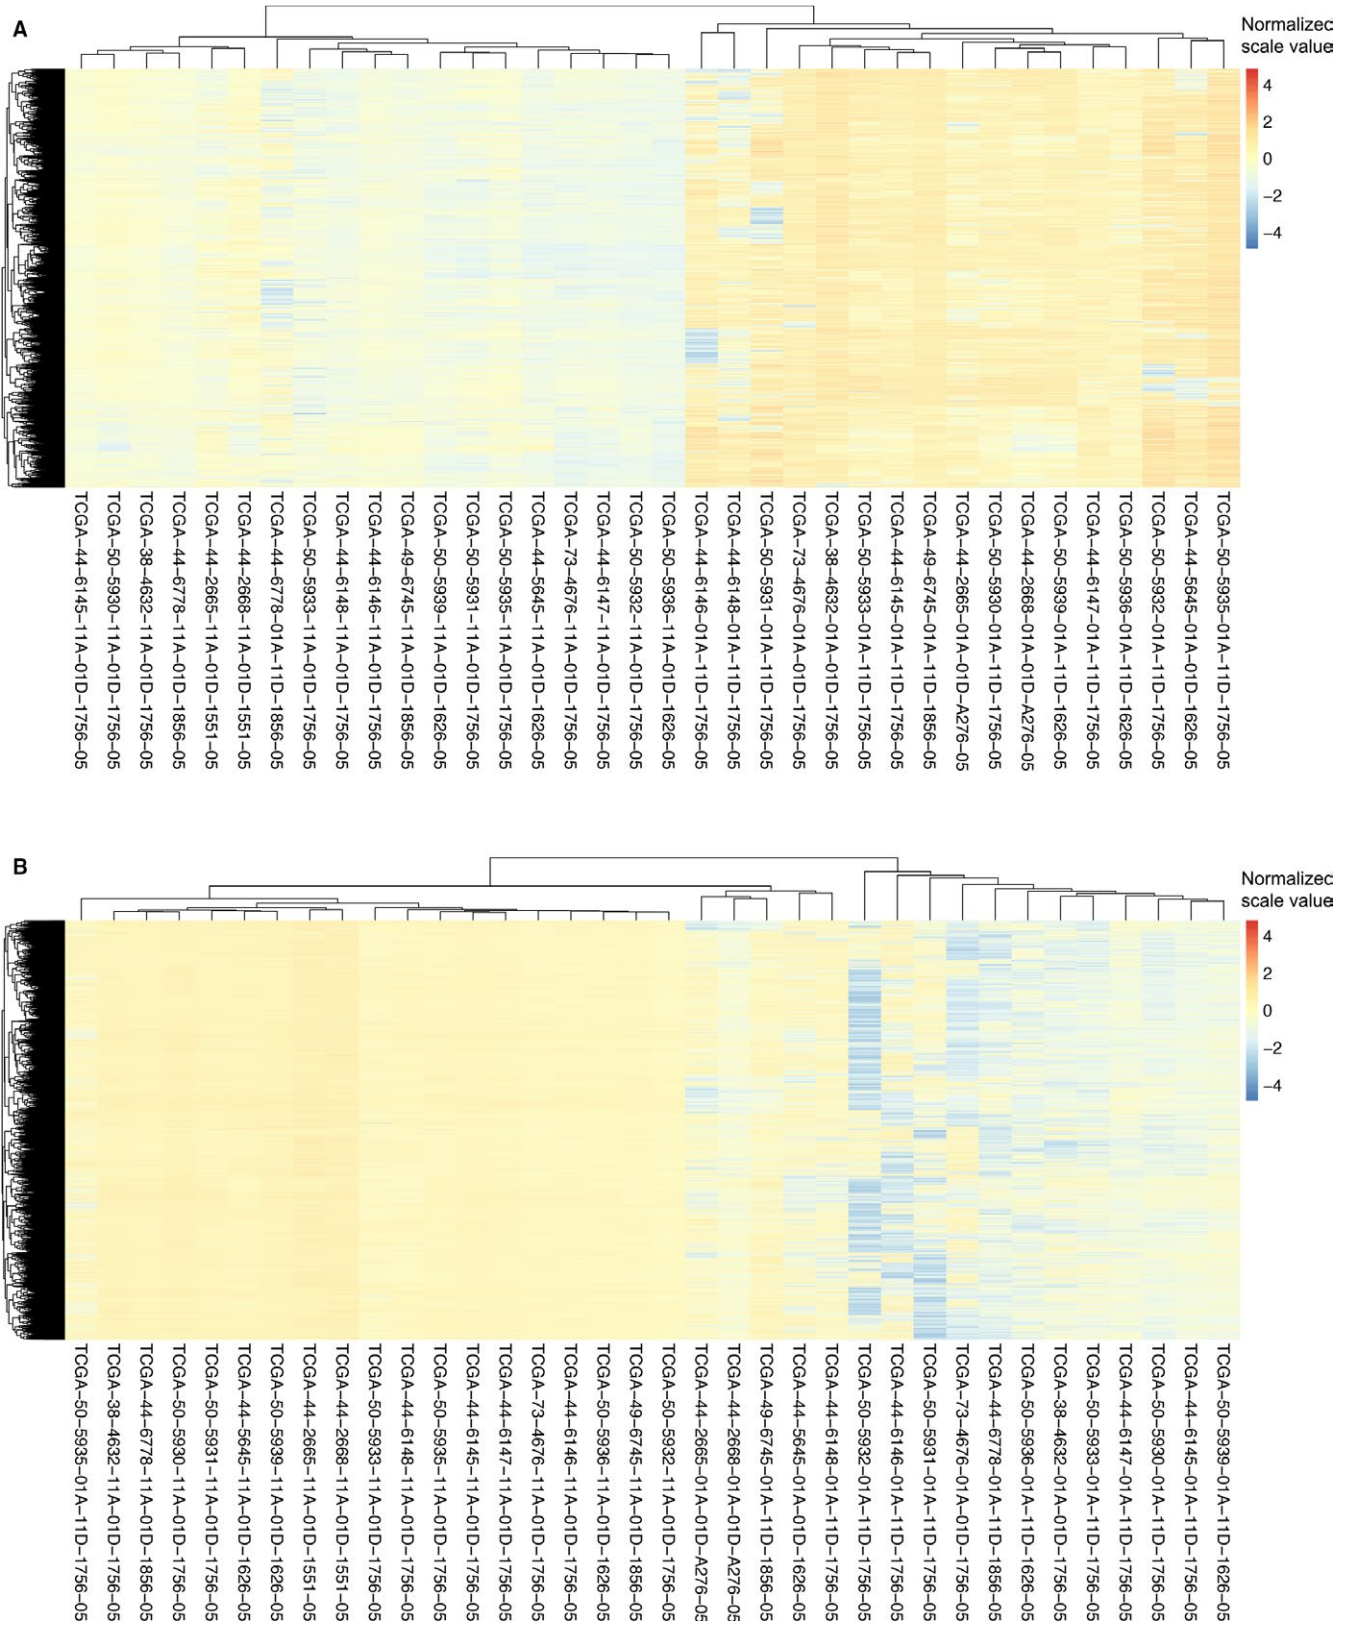 A
Normalizec
scale value
4
2
0
−2
−4
TCGA−44−6145−11A−01D−1756−05
TCGA−50−5930−11A−01D−1756−05
TCGA−38−4632−11A−01D−1756−05
TCGA−44−6778−11A−01D−1856−05
TCGA−44−2665−11A−01D−1551−05
TCGA−44−2668−11A−01D−1551−05
TCGA−44−6778−01A−11D−1856−05
TCGA−50−5933−11A−01D−1756−05
TCGA−44−6148−11A−01D−1756−05
TCGA−44−6146−11A−01D−1756−05
TCGA−49−6745−11A−01D−1856−05
TCGA−50−5939−11A−01D−1626−05
TCGA−50−5931−11A−01D−1756−05
TCGA−50−5935−11A−01D−1756−05
TCGA−44−5645−11A−01D−1626−05
TCGA−73−4676−11A−01D−1756−05
TCGA−44−6147−11A−01D−1756−05
TCGA−50−5932−11A−01D−1756−05
TCGA−50−5936−11A−01D−1626−05
TCGA−44−6146−01A−11D−1756−05
TCGA−44−6148−01A−11D−1756−05
TCGA−50−5931−01A−11D−1756−05
TCGA−73−4676−01A−01D−1756−05
TCGA−38−4632−01A−01D−1756−05
TCGA−50−5933−01A−11D−1756−05
TCGA−44−6145−01A−11D−1756−05
TCGA−49−6745−01A−11D−1856−05
TCGA−44−2665−01A−01D−A276−05
TCGA−50−5930−01A−11D−1756−05
TCGA−44−2668−01A−01D−A276−05
TCGA−50−5939−01A−11D−1626−05
TCGA−44−6147−01A−11D−1756−05
TCGA−50−5936−01A−11D−1626−05
TCGA−50−5932−01A−11D−1756−05
TCGA−44−5645−01A−01D−1626−05
TCGA−50−5935−01A−11D−1756−05
B
Normalizec
scale value
4
2
0
−2
−4
TCGA−50−5935−01A−11D−1756−05
TCGA−38−4632−11A−01D−1756−05
TCGA−44−6778−11A−01D−1856−05
TCGA−50−5930−11A−01D−1756−05
TCGA−50−5931−11A−01D−1756−05
TCGA−44−5645−11A−01D−1626−05
TCGA−50−5939−11A−01D−1626−05
TCGA−44−2665−11A−01D−1551−05
TCGA−44−2668−11A−01D−1551−05
TCGA−50−5933−11A−01D−1756−05
TCGA−44−6148−11A−01D−1756−05
TCGA−50−5935−11A−01D−1756−05
TCGA−44−6145−11A−01D−1756−05
TCGA−44−6147−11A−01D−1756−05
TCGA−73−4676−11A−01D−1756−05
TCGA−44−6146−11A−01D−1756−05
TCGA−50−5936−11A−01D−1626−05
TCGA−49−6745−11A−01D−1856−05
TCGA−50−5932−11A−01D−1756−05
TCGA−44−2665−01A−01D−A276−05
TCGA−44−2668−01A−01D−A276−05
TCGA−49−6745−01A−11D−1856−05
TCGA−44−5645−01A−01D−1626−05
TCGA−44−6148−01A−11D−1756−05
TCGA−50−5932−01A−11D−1756−05
TCGA−44−6146−01A−11D−1756−05
TCGA−50−5931−01A−11D−1756−05
TCGA−73−4676−01A−01D−1756−05
TCGA−44−6778−01A−11D−1856−05
TCGA−50−5936−01A−11D−1626−05
TCGA−38−4632−01A−01D−1756−05
TCGA−50−5933−01A−11D−1756−05
TCGA−44−6147−01A−11D−1756−05
TCGA−50−5930−01A−11D−1756−05
TCGA−44−6145−01A−11D−1756−05
TCGA−50−5939−01A−11D−1626−05